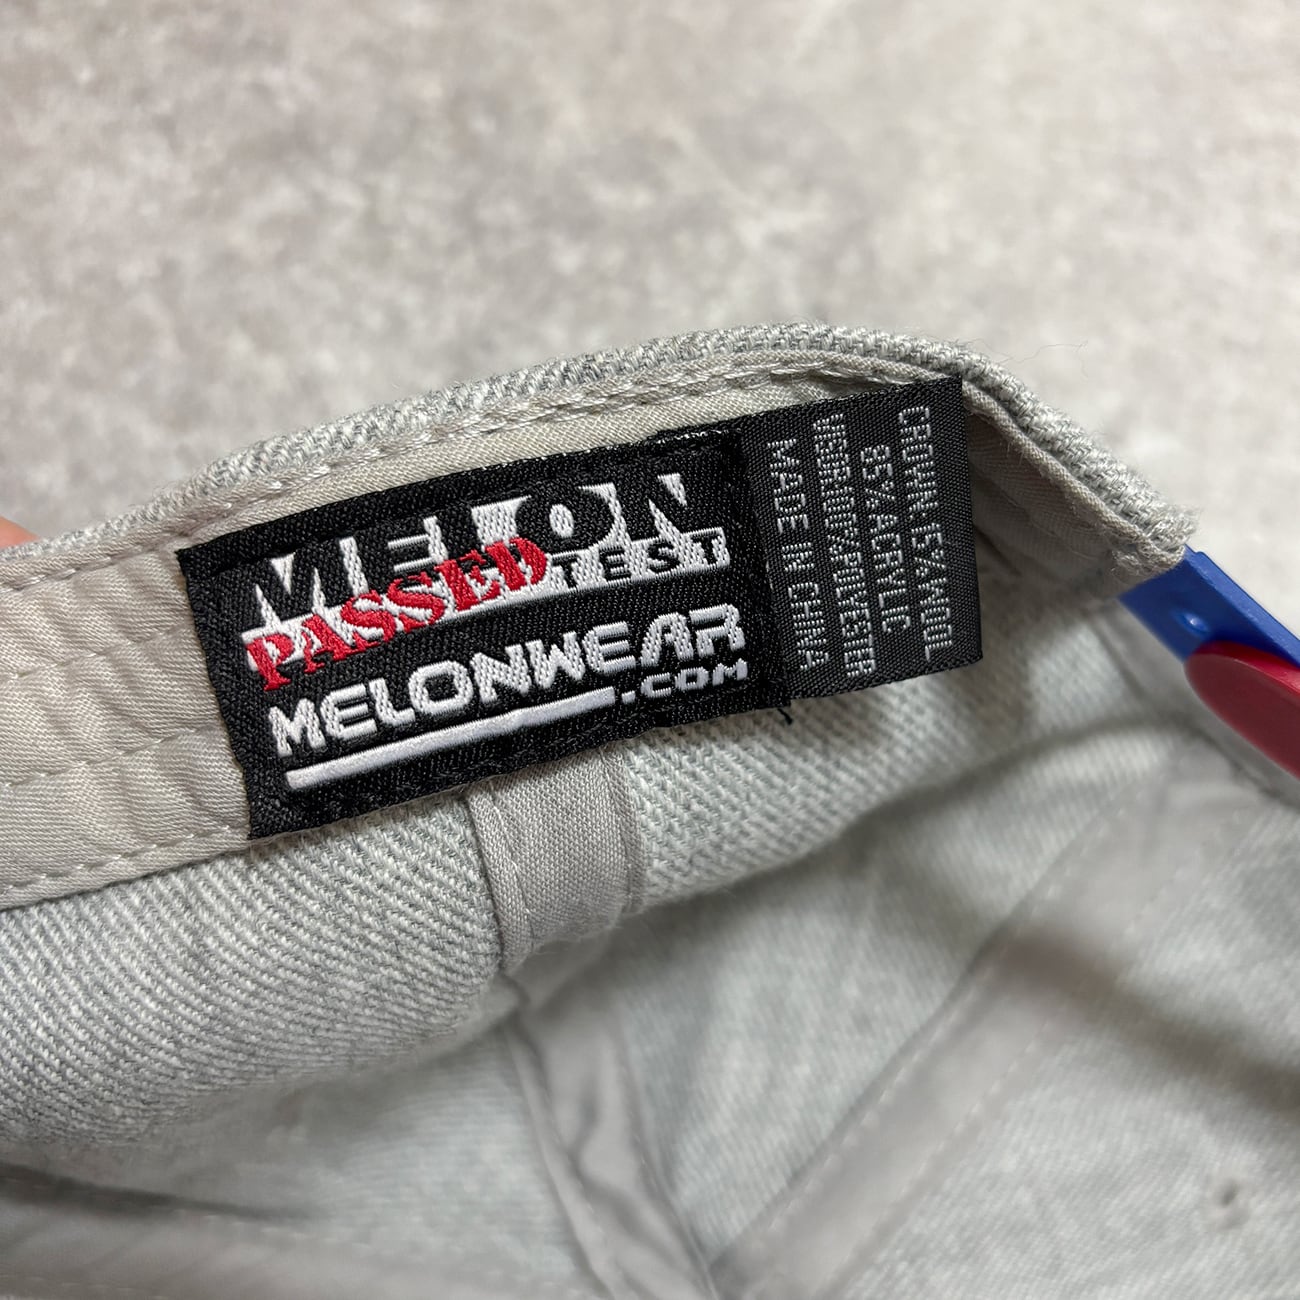 MELON
PASSED TEST
MELONWEAR
.COM
CROWN:15%WOOL
85%ACRYLIC
VISOR:100%POLYESTER
MADE IN CHINA